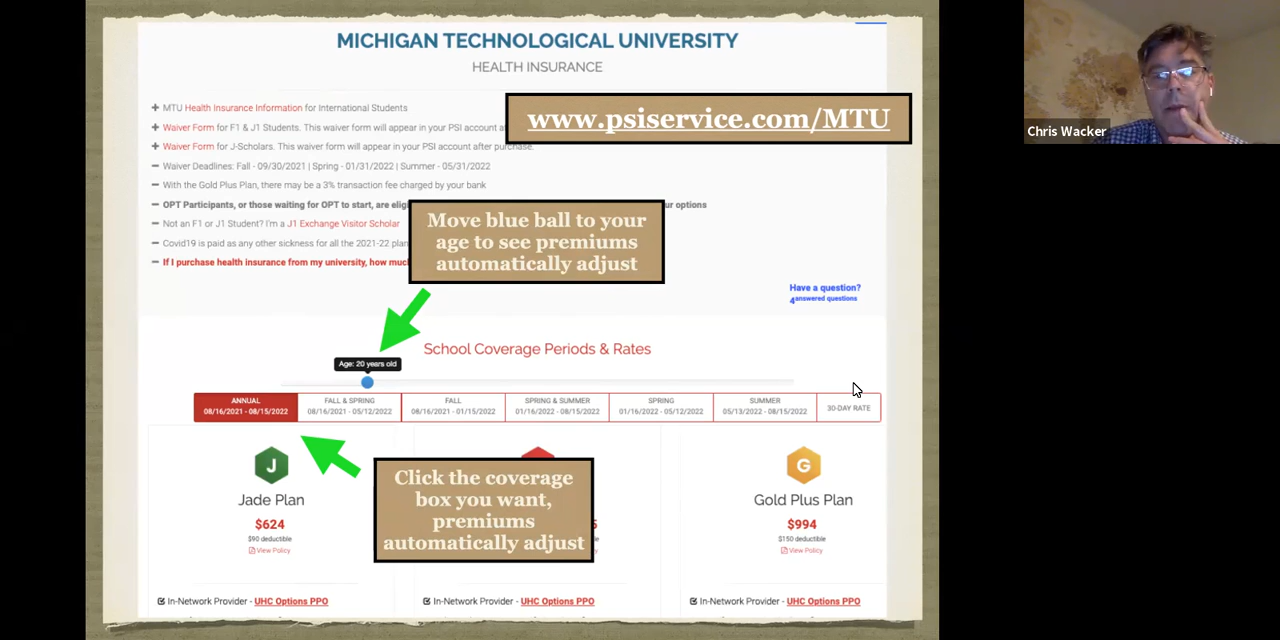 MICHIGAN TECHNOLOGICAL UNIVERSITY
HEALTH INSURANCE
MTU Health Insurance Information for International Students
www.psiservice.com/MTU
Waiver Form for F1 & J1 Students. This waiver form will appear in your PSI account
Waiver Form for J-Scholars. This waiver form will appear in your PSI account after purchase.
Waiver Deadlines: Fall - 09/30/2021 | Spring - 01/31/2022 | Summer - 05/31/2022
With the Gold Plus Plan, there may be a 3% transaction fee charged by your bank
OPT Participants, or those waiting for OPT to start, are options
Not an F1 or J1 Student? I'm a J1 Exchange Visitor Scholar
Covid19 is paid as any other sickness for all the 2021-22
If I purchase health insurance from my university, how
Move blue ball to your
age to see premiums
automatically adjust
Have a question?
4 answered questions
School Coverage Periods & Rates
Age: 20 years old
ANNUAL
08/16/2021 - 08/15/2022
FALL & SPRING
08/16/2021 - 05/12/2022
FALL
08/16/2021 - 01/15/2022
SPRING & SUMMER
01/16/2022 - 08/15/2022
SPRING
01/16/2022 - 05/12/2022
SUMMER
05/13/2022 - 08/15/2022
30-DAY RATE
J
Jade Plan
$624
$90 deductible
View Policy
In-Network Provider - UHC Options PPO
Click the coverage
box you want,
premiums
automatically adjust
In-Network Provider - UHC Options PPO
G
Gold Plus Plan
$994
$150 deductible
View Policy
In-Network Provider - UHC Options PPO
Chris Wacker